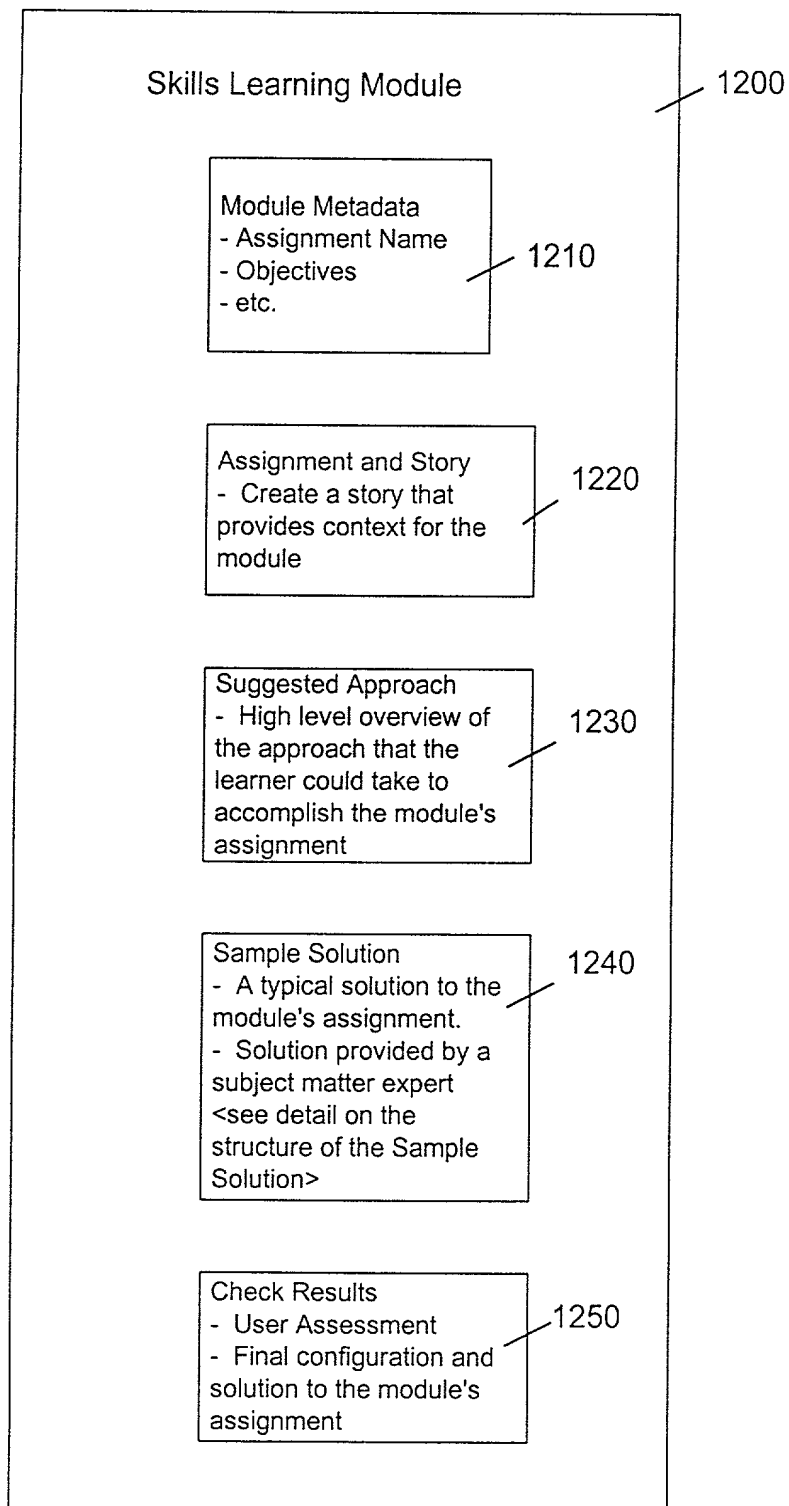 Skills Learning Module
1200
Module Metadata
- Assignment Name
- Objectives
- etc.
1210
Assignment and Story
- Create a story that
provides context for the
module
1220
Suggested Approach
- High level overview of
the approach that the
learner could take to
accomplish the module's
assignment
1230
Sample Solution
- A typical solution to the
module's assignment.
- Solution provided by a
subject matter expert
<see detail on the
structure of the Sample
Solution>
1240
Check Results
- User Assessment
- Final configuration and
solution to the module's
assignment
1250